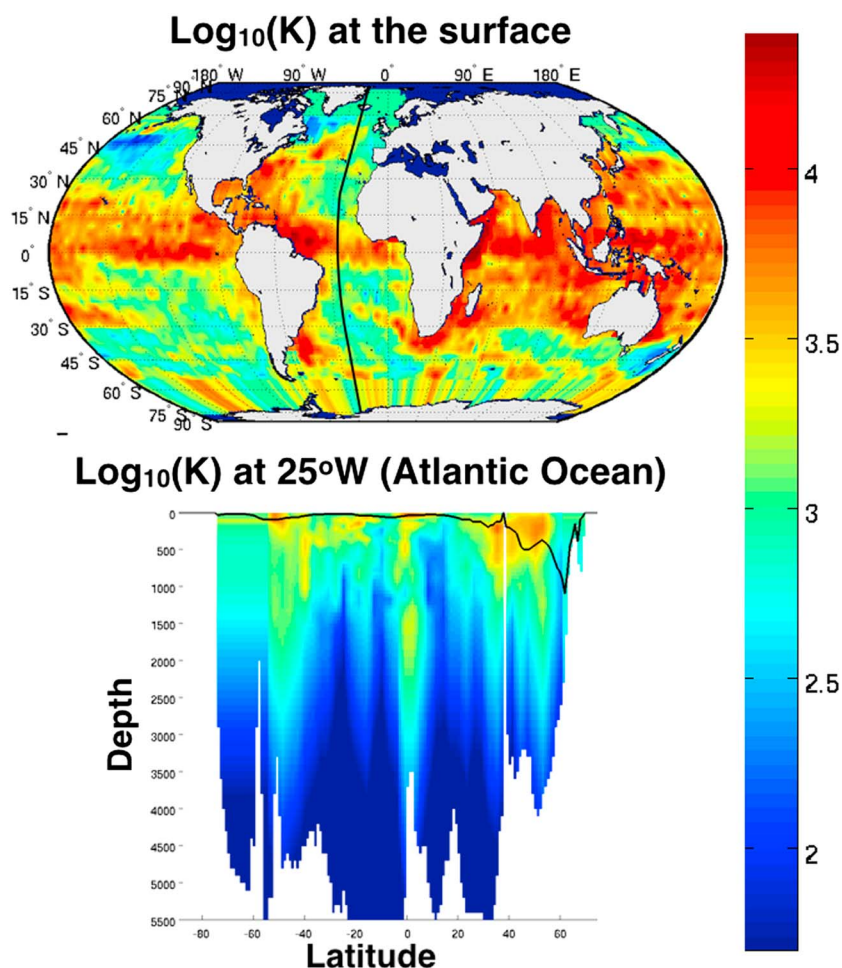 Log₁₀(K) at the surface
180° W 90° W 0° 90° E 180° E
90° N
75° N
60° N
45° N
30° N
15° N
0°
15° S
30° S
45° S
60° S
75° S
90° S
4
3.5
3
2.5
2
Log₁₀(K) at 25ºW (Atlantic Ocean)
Depth
0
500
1000
1500
2000
2500
3000
3500
4000
4500
5000
5500
-80 -60 -40 -20 0 20 40 60
Latitude